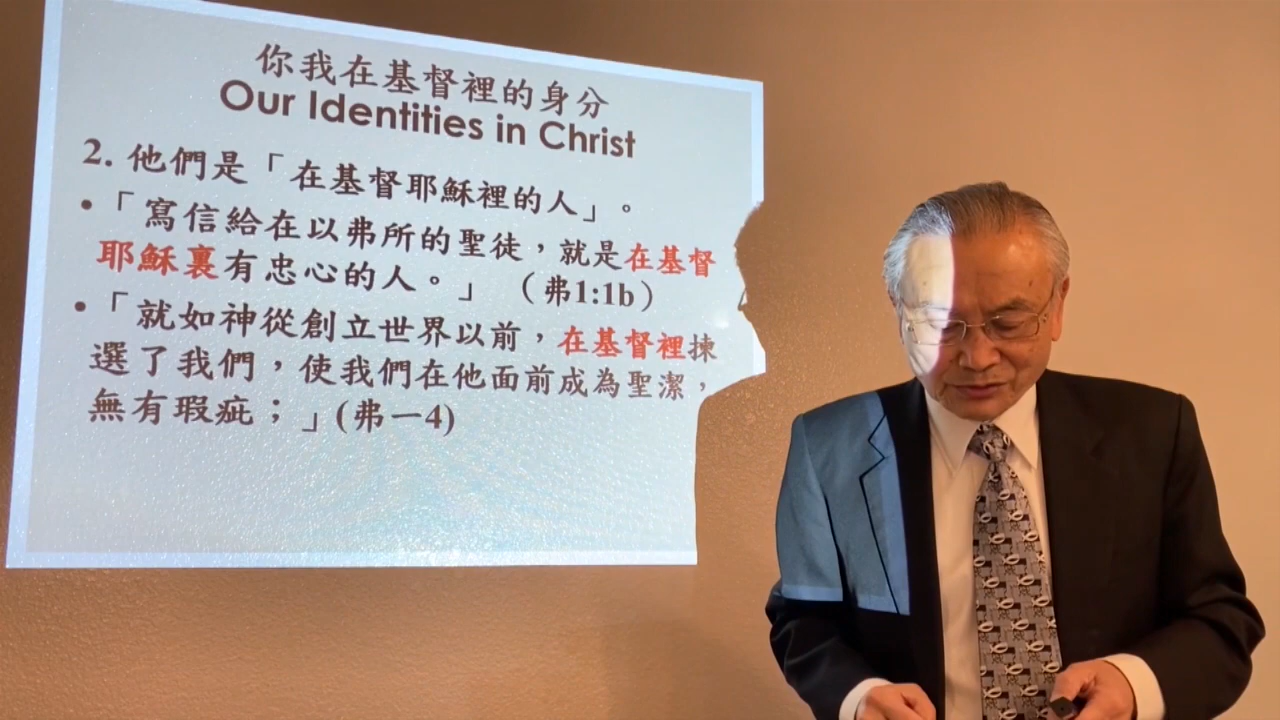 你我在基督裡的身分
Our Identities in Christ
2. 他們是「在基督耶穌裡的人」。
•「寫信給在以弗所的聖徒，就是在基督
耶穌裏有忠心的人。」 （弗1:1b）
•「就如神從創立世界以前，在基督裡揀
選了我們，使我們在他面前成為聖潔，
無有瑕疵；」(弗一4)